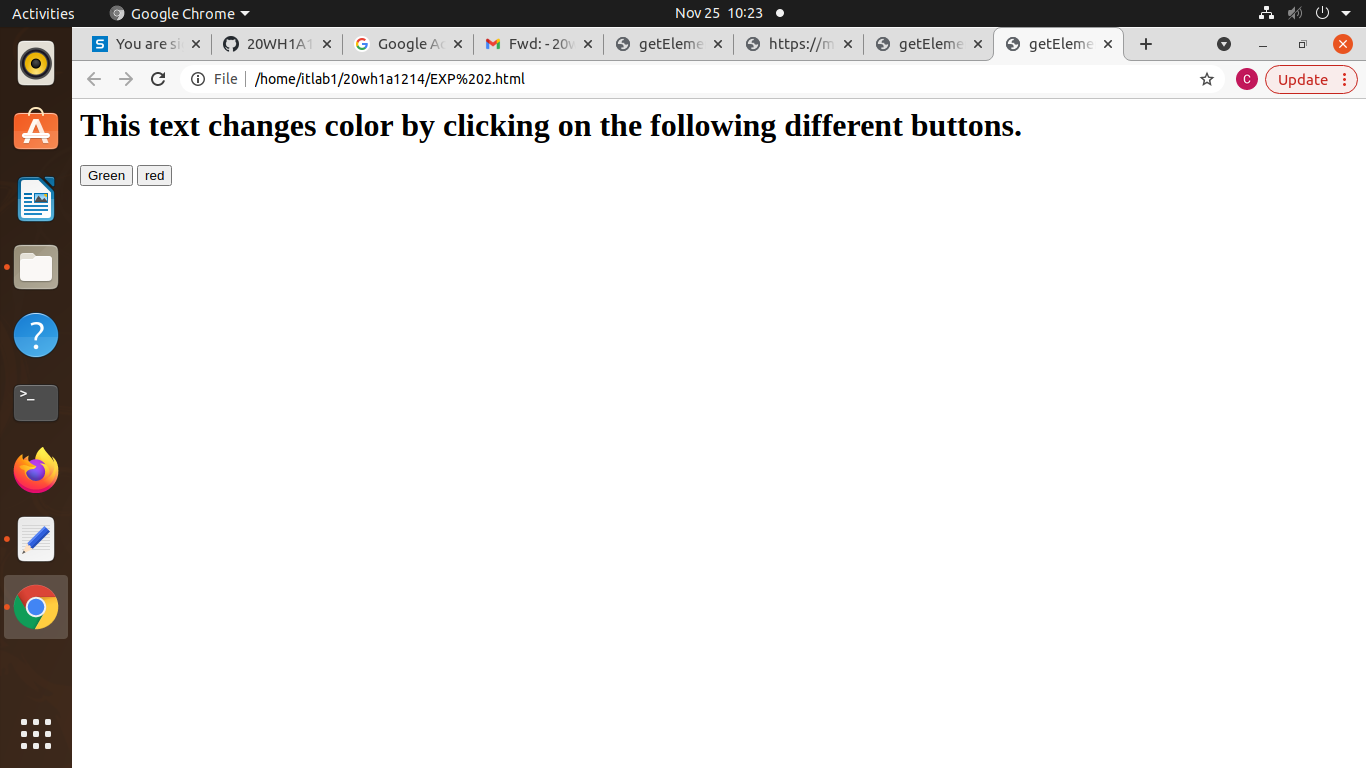 Activities
Google Chrome
Nov 25 10:23
S
You are si
20WH1A1
Google Ac
Fwd: - 20w
getEleme
https://m
getEleme
getEleme
File
/home/itlab1/20wh1a1214/EXP%202.html
C
Update
This text changes color by clicking on the following different buttons.
Green red
?
>_